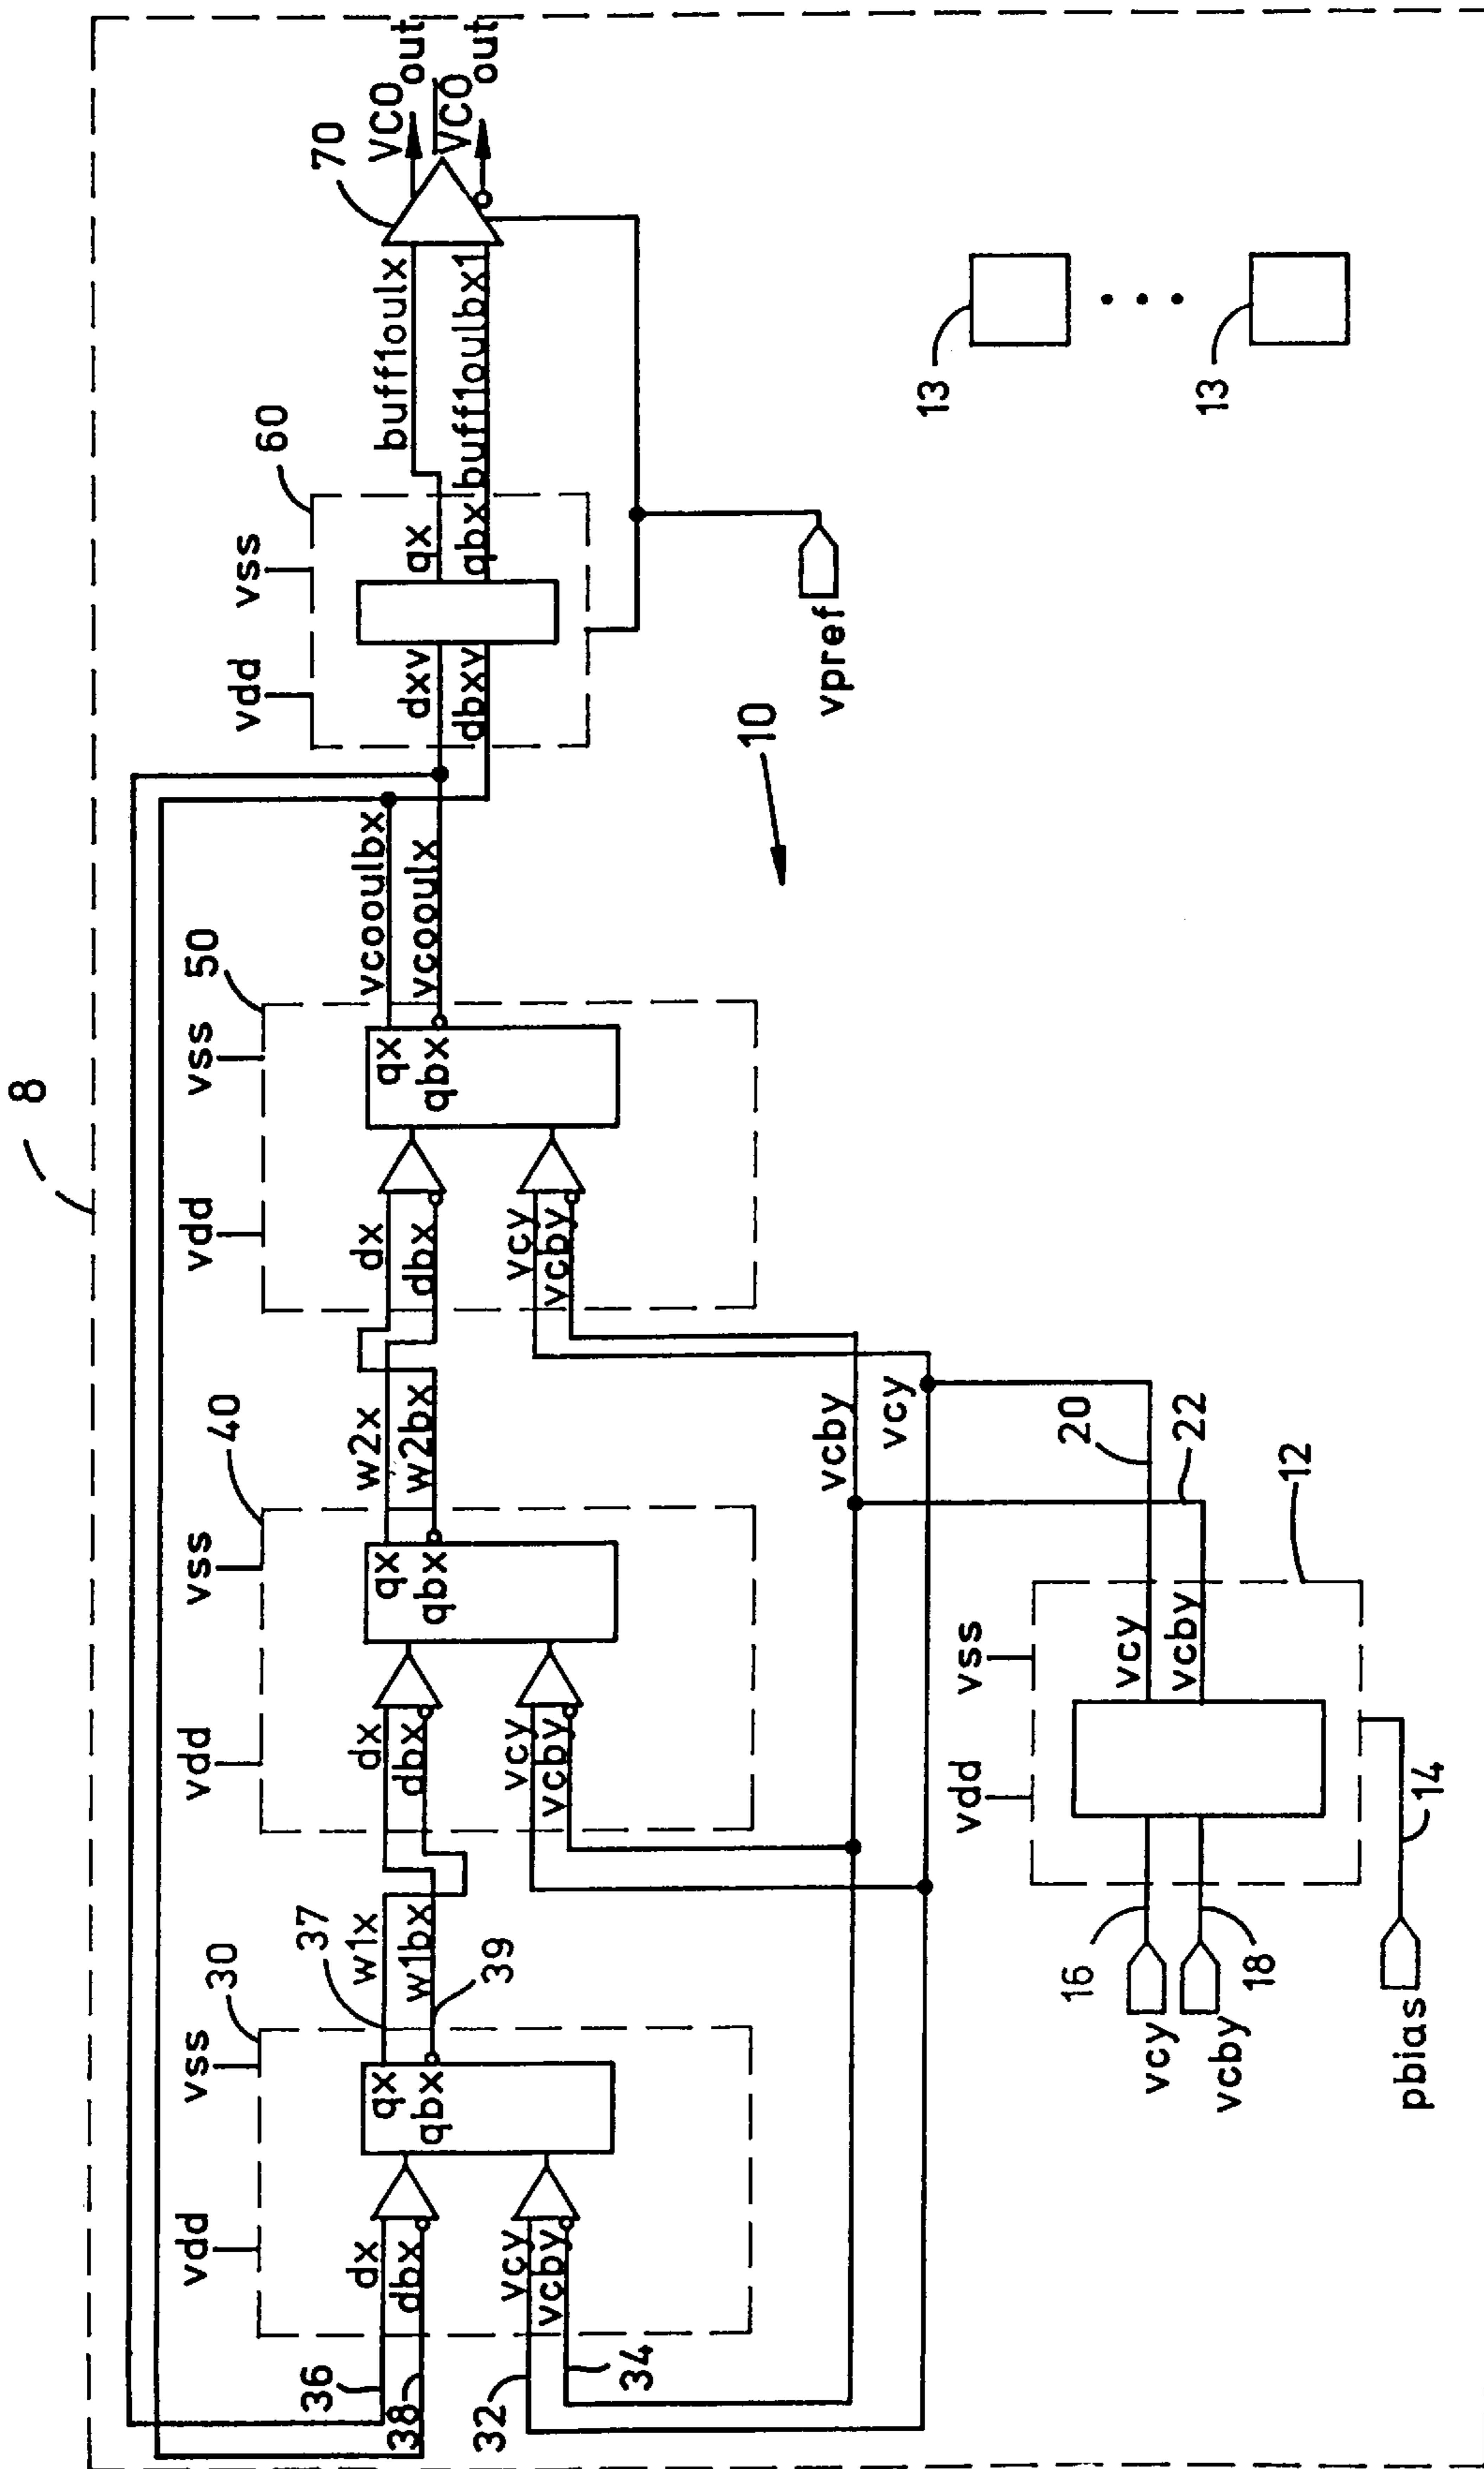 8
vdd
vss
30
vdd
vss
40
vdd
vss
50
vdd
vss
60
70
36
38
dx
dbx
qx
qbx
37
w1x
w1bx
39
dx
dbx
qx
qbx
w2x
w2bx
dx
dbx
qx
qbx
vcooulbx
vcooulx
dxv
dbxy
qx
qbx
buff1oulx
buff1oulbx1
VCO out
VCO out
32
34
vcy
vcby
vcy
vcby
vcy
vcby
vcby
vcy
10
vpref
13
13
16
18
vcy
vcby
vdd
vss
vcy
vcby
20
22
12
pbias
14